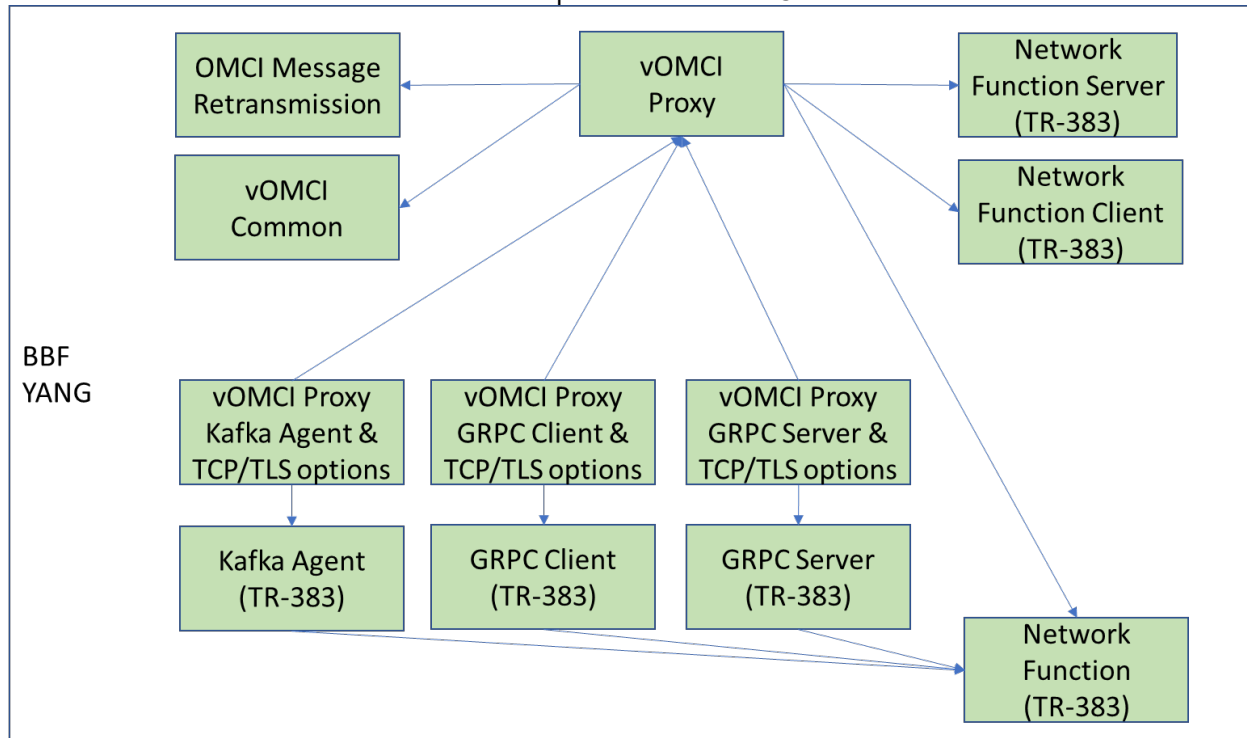 OMCI Message
Retransmission
vOMCI
Proxy
Network
Function Server
(TR-383)
vOMCI
Common
Network
Function Client
(TR-383)
BBF
YANG
vOMCI Proxy
Kafka Agent &
TCP/TLS options
vOMCI Proxy
GRPC Client &
TCP/TLS options
vOMCI Proxy
GRPC Server &
TCP/TLS options
Kafka Agent
(TR-383)
GRPC Client
(TR-383)
GRPC Server
(TR-383)
Network
Function
(TR-383)